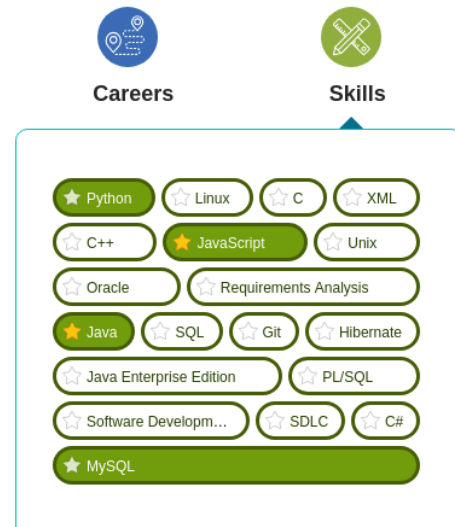 Careers Skills
Python Linux C XML
C++ JavaScript Unix
Oracle Requirements Analysis
Java SQL Git Hibernate
Java Enterprise Edition PL/SQL
Software Developm… SDLC C#
MySQL